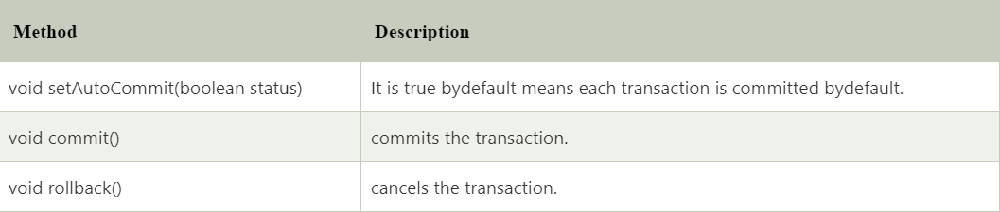 Method Description
void setAutoCommit(boolean status) It is true bydefault means each transaction is committed bydefault.
void commit() commits the transaction.
void rollback() cancels the transaction.